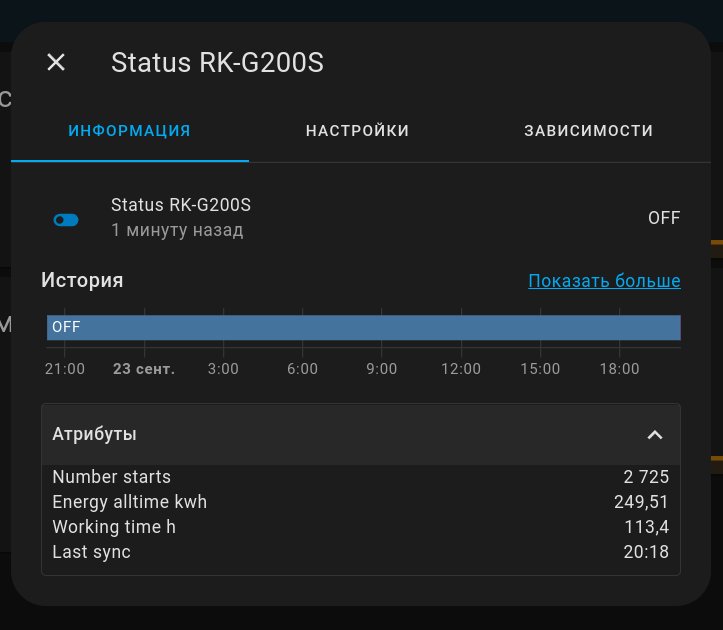 Status RK-G200S
ИНФОРМАЦИЯ НАСТРОЙКИ ЗАВИСИМОСТИ
Status RK-G200S
1 минуту назад
OFF
История Показать больше
OFF
21:00 23 сент. 3:00 6:00 9:00 12:00 15:00 18:00
Атрибуты
Number starts 2 725
Energy alltime kwh 249,51
Working time h 113,4
Last sync 20:18